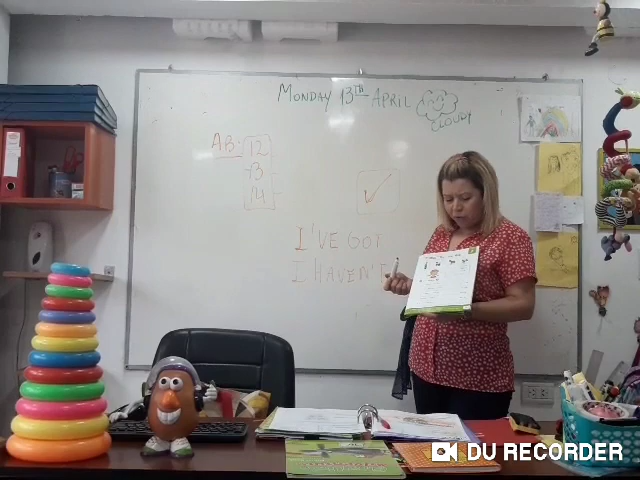 MONDAY 13TH APRIL
CLOUDY
AB: 12
13
14
I'VE GOT
I HAVEN'T
DU RECORDER